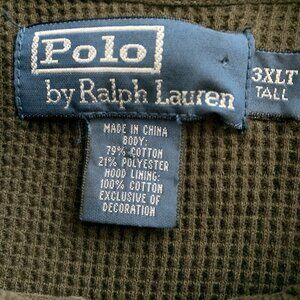 Polo
by Ralph Lauren
3XLT
TALL
MADE IN CHINA
BODY:
79% COTTON
21% POLYESTER
HOOD LINING:
100% COTTON
EXCLUSIVE OF
DECORATION